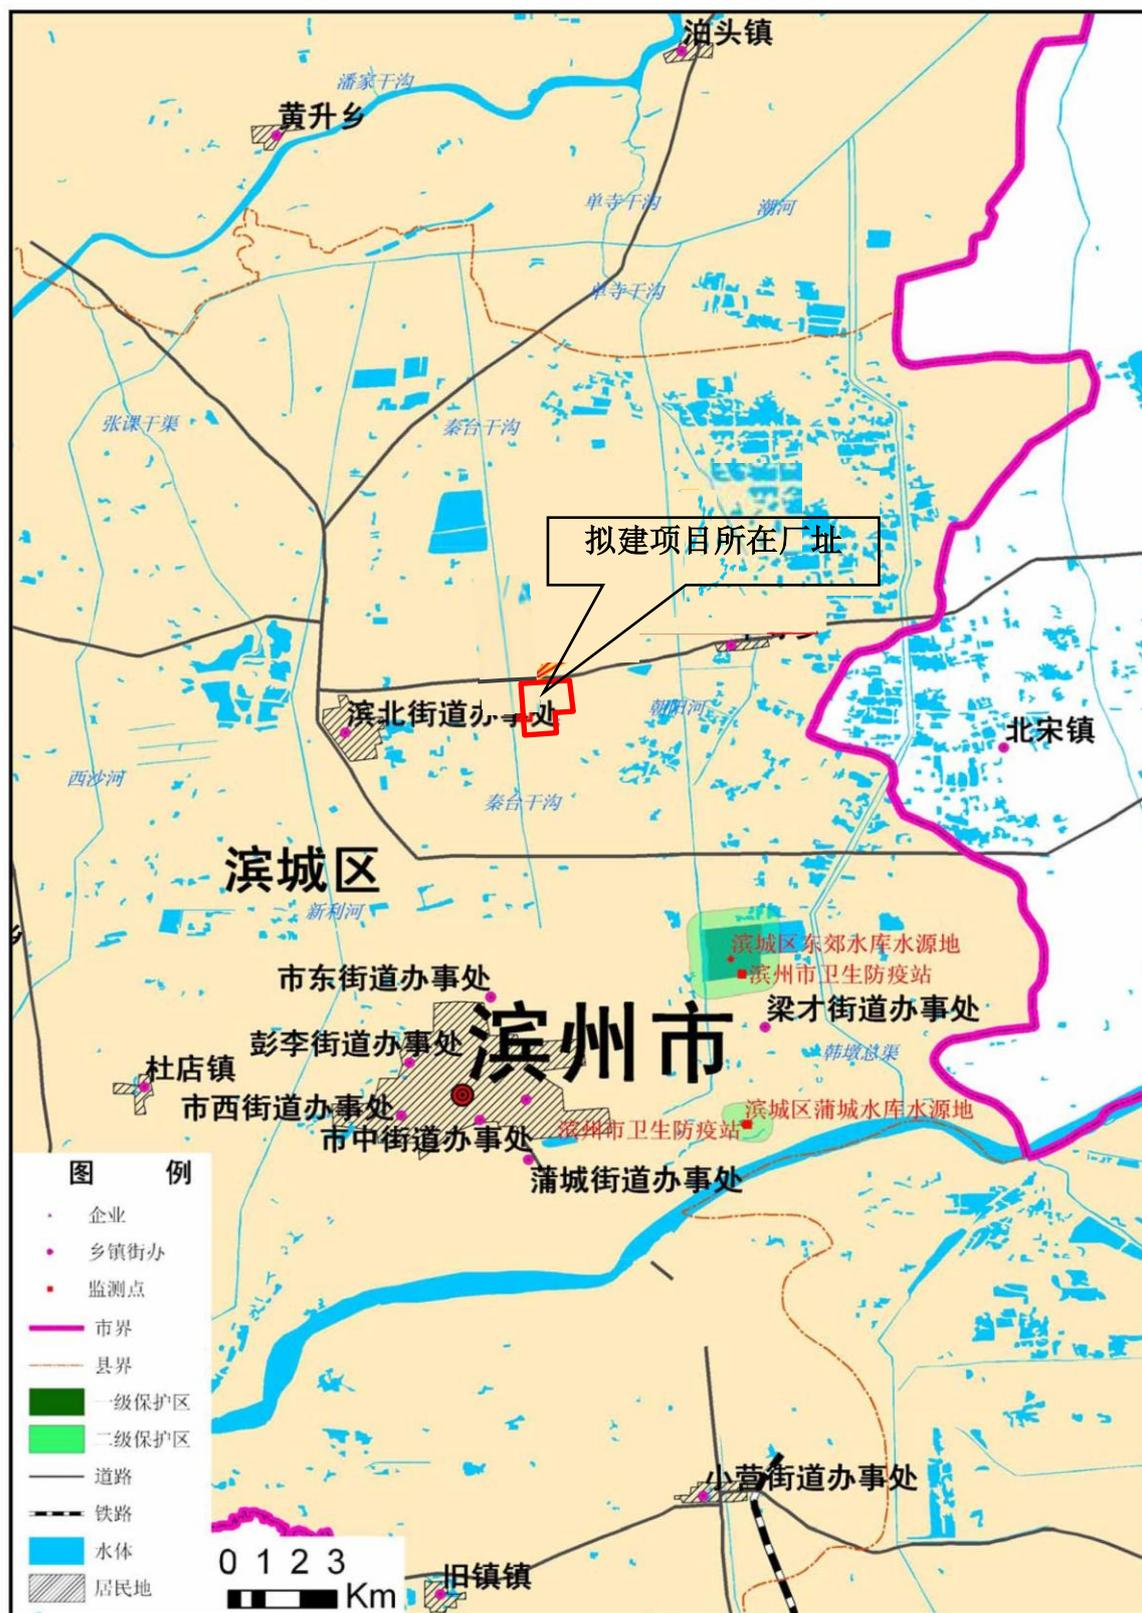 泊头镇
潘家干沟
黄升乡
单寺干沟
潮河
单寺干沟
张课干渠
秦台干沟
拟建项目所在厂址
滨北街道办事处
朝阳河
北宋镇
西沙河
秦台干沟
滨城区
新利河
滨城区东郊水库水源地
滨州市卫生防疫站
市东街道办事处
梁才街道办事处
滨州市
彭李街道办事处
韩墩总渠
杜店镇
市西街道办事处
滨城区蒲城水库水源地
滨州市卫生防疫站
市中街道办事处
蒲城街道办事处
图 例
企业
乡镇街办
监测点
市界
县界
一级保护区
二级保护区
道路
铁路
水体
居民地
小营街道办事处
0 1 2 3
Km
旧镇镇